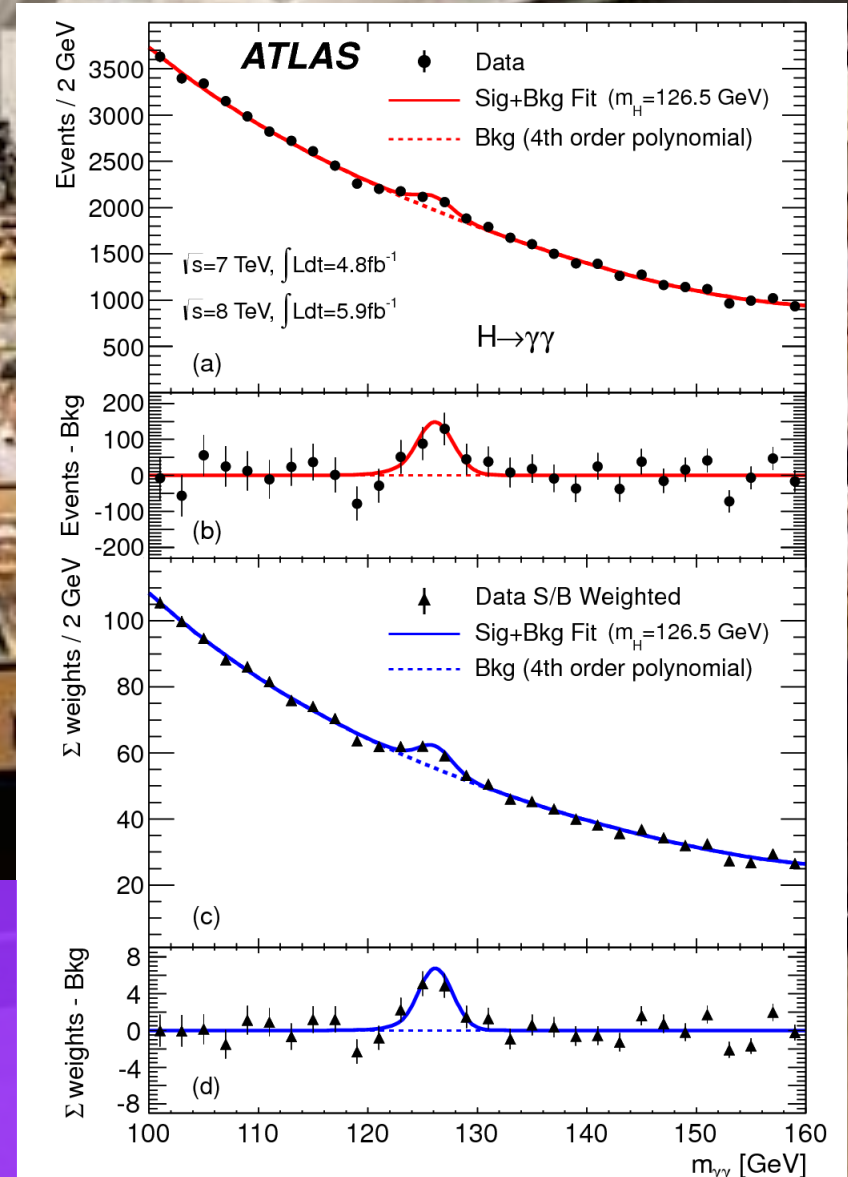 ATLAS
Data
Sig+Bkg Fit (m_H=126.5 GeV)
Bkg (4th order polynomial)
Events / 2 GeV
3500
3000
2500
2000
1500
1000
500
√s=7 TeV, ∫Ldt=4.8fb⁻¹
√s=8 TeV, ∫Ldt=5.9fb⁻¹
H→γγ
(a)
Events - Bkg
200
100
0
-100
-200
(b)
Σ weights / 2 GeV
100
80
60
40
20
Data S/B Weighted
Sig+Bkg Fit (m_H=126.5 GeV)
Bkg (4th order polynomial)
(c)
Σ weights - Bkg
8
4
0
-4
-8
(d)
100 110 120 130 140 150 160
m_γγ [GeV]